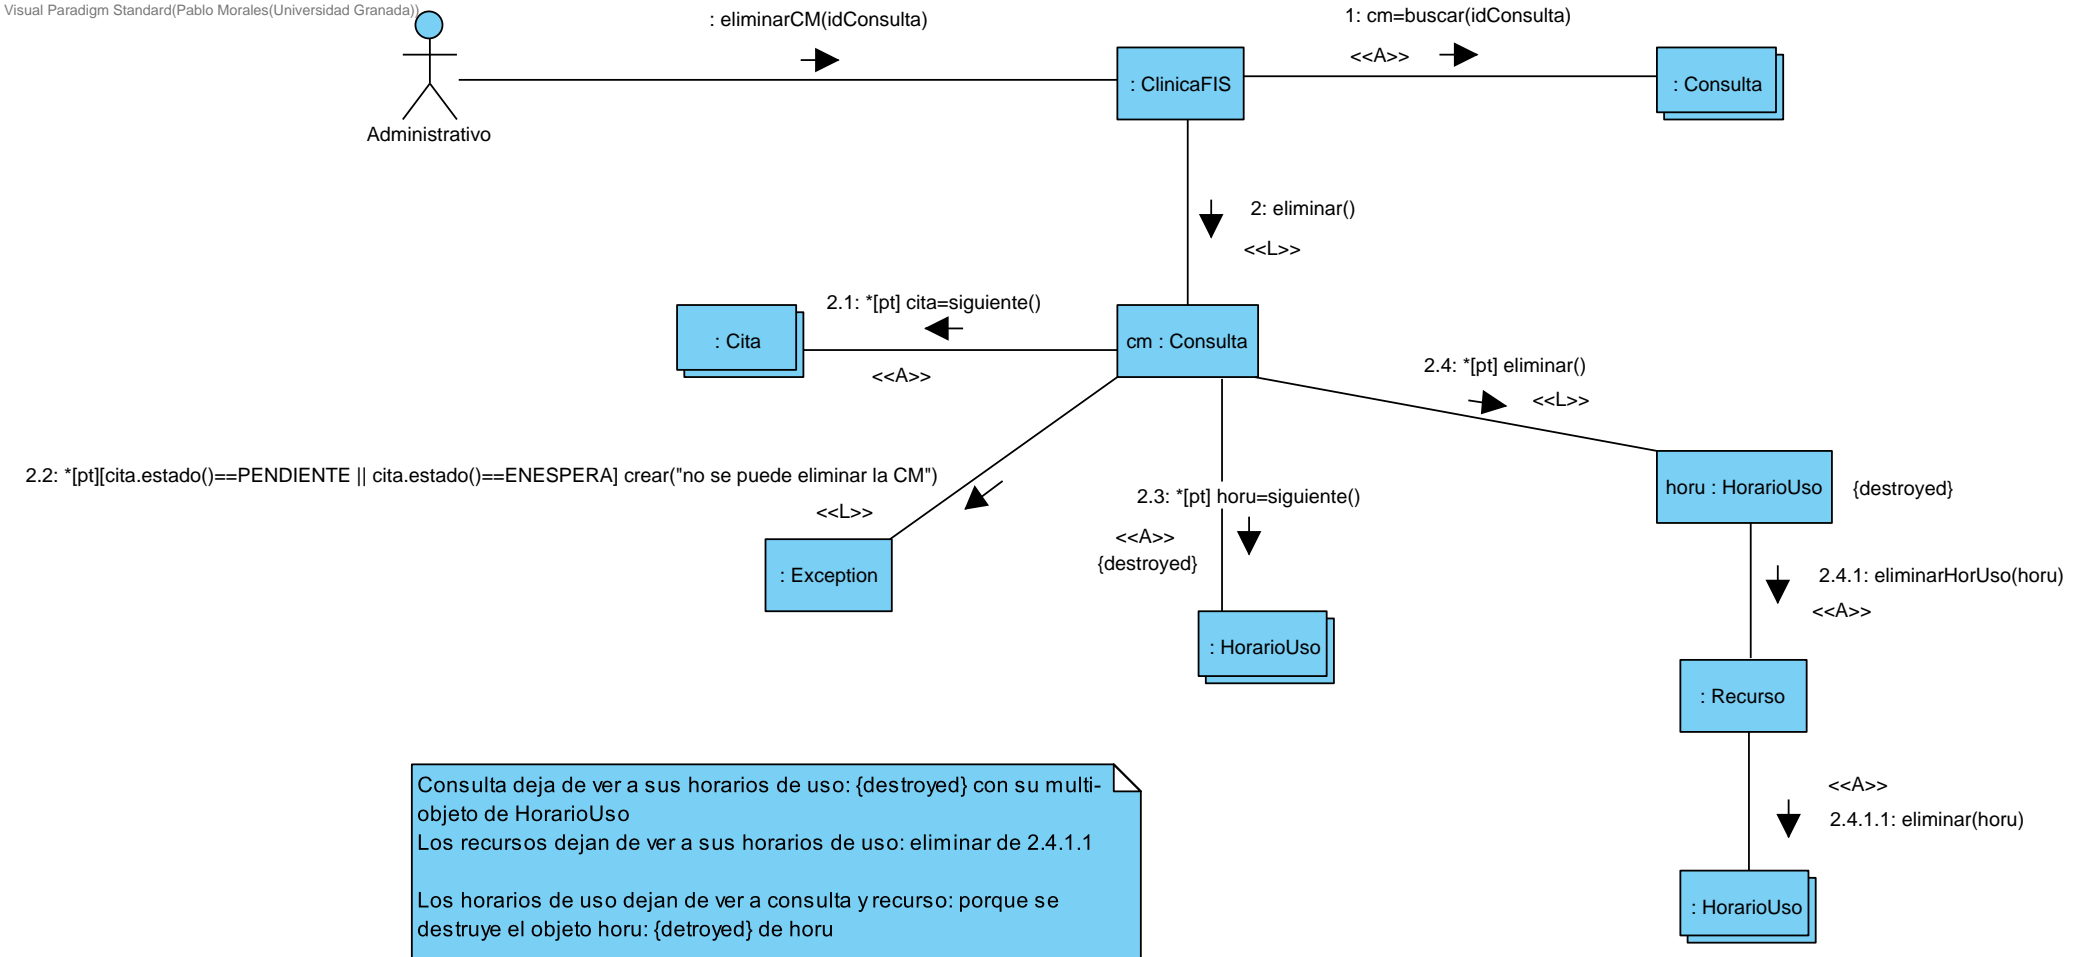 Visual Paradigm Standard(Pablo Morales(Universidad Granada))
: eliminarCM(idConsulta)
1: cm=buscar(idConsulta)
<<A>>
: ClinicaFIS
: Consulta
Administrativo
2: eliminar()
<<L>>
2.1: *[pt] cita=siguiente()
: Cita
cm : Consulta
<<A>>
2.4: *[pt] eliminar()
<<L>>
2.2: *[pt][cita.estado()==PENDIENTE || cita.estado()==ENESPERA] crear("no se puede eliminar la CM")
<<L>>
2.3: *[pt] horu=siguiente()
<<A>>
{destroyed}
horu : HorarioUso
{destroyed}
: Exception
2.4.1: eliminarHorUso(horu)
<<A>>
: HorarioUso
: Recurso
<<A>>
2.4.1.1: eliminar(horu)
: HorarioUso
Consulta deja de ver a sus horarios de uso: {destroyed} con su multi-
objeto de HorarioUso
Los recursos dejan de ver a sus horarios de uso: eliminar de 2.4.1.1
Los horarios de uso dejan de ver a consulta y recurso: porque se
destruye el objeto horu: {detroyed} de horu